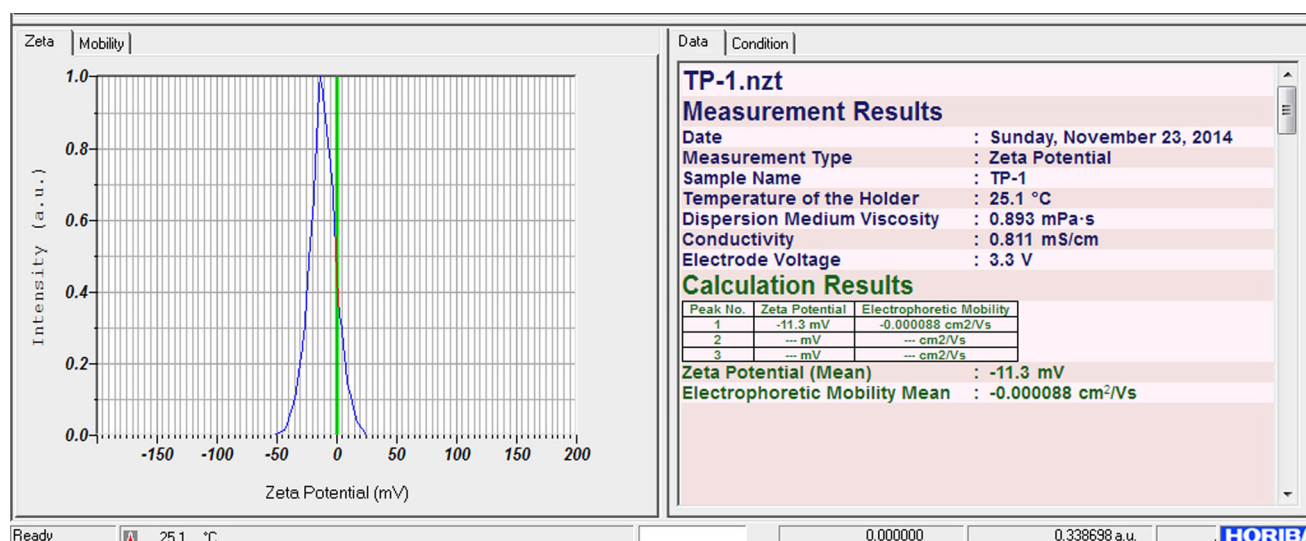 Zeta Mobility
1.0
0.8
0.6
0.4
0.2
0.0
Intensity (a.u.)
-150 -100 -50 0 50 100 150 200
Zeta Potential (mV)
Data Condition
TP-1.nzt
Measurement Results
Date : Sunday, November 23, 2014
Measurement Type : Zeta Potential
Sample Name : TP-1
Temperature of the Holder : 25.1 °C
Dispersion Medium Viscosity : 0.893 mPa·s
Conductivity : 0.811 mS/cm
Electrode Voltage : 3.3 V
Calculation Results
Peak No. Zeta Potential Electrophoretic Mobility
1 -11.3 mV -0.000088 cm2/Vs
2 --- mV --- cm2/Vs
3 --- mV --- cm2/Vs
Zeta Potential (Mean) : -11.3 mV
Electrophoretic Mobility Mean : -0.000088 cm²/Vs
Ready 25.1 °C 0.000000 0.338698 a.u. HORIBA